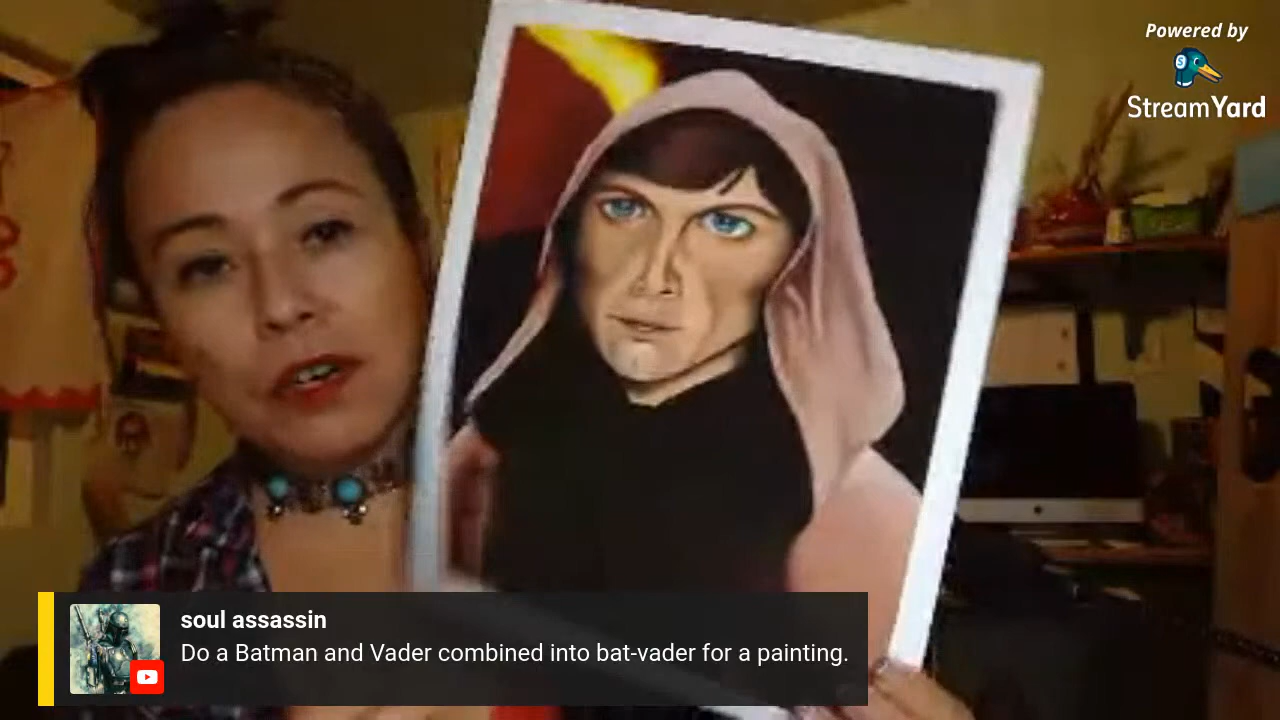 Powered by
StreamYard
soul assassin
Do a Batman and Vader combined into bat-vader for a painting.